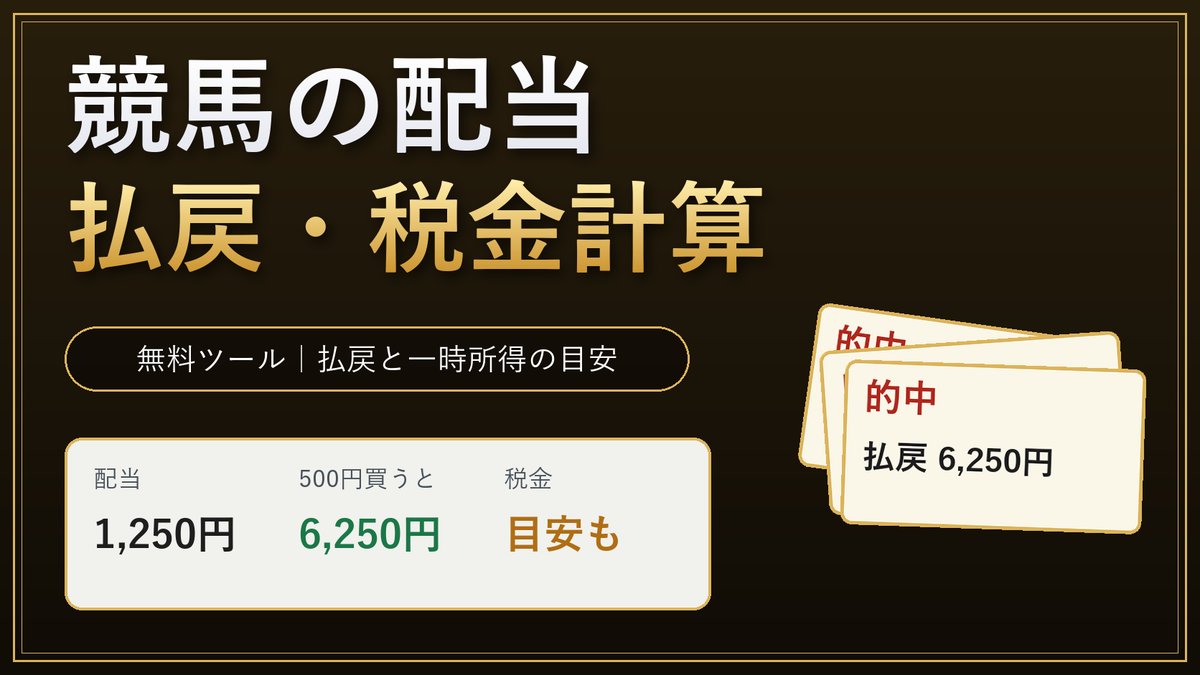 競馬の配当
払戻・税金計算
無料ツール｜払戻と一時所得の目安
配当
500円買うと
税金
1,250円
6,250円
目安も
的中
的中
払戻 6,250円